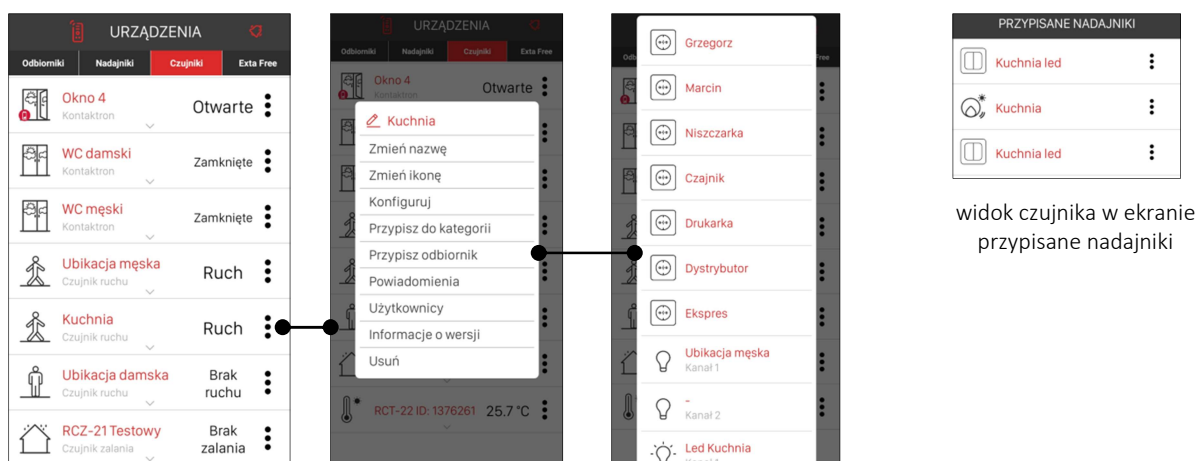 URZĄDZENIA
Odbiorniki Nadajniki Czujniki Exta Free
Okno 4
Kontaktron
Otwarte
WC damski
Kontaktron
Zamknięte
WC męski
Kontaktron
Zamknięte
Ubikacja męska
Czujnik ruchu
Ruch
Kuchnia
Czujnik ruchu
Ruch
Ubikacja damska
Czujnik ruchu
Brak
ruchu
RCZ-21 Testowy
Czujnik zalania
Brak
zalania
URZĄDZENIA
Odbiorniki Nadajniki Czujniki Exta Free
Okno 4
Kontaktron
Otwarte
Kuchnia
Zmień nazwę
Zmień ikonę
Konfiguruj
Przypisz do kategorii
Przypisz odbiornik
Powiadomienia
Użytkownicy
Informacje o wersji
Usuń
RCT-22 ID: 1376261 25.7 °C
Free
Grzegorz
Marcin
Niszczarka
Czajnik
Drukarka
Dystrybutor
Ekspres
Ubikacja męska
Kanał 1
-
Kanał 2
Led Kuchnia
PRZYPISANE NADAJNIKI
Kuchnia led
Kuchnia
Kuchnia led
widok czujnika w ekranie
przypisane nadajniki